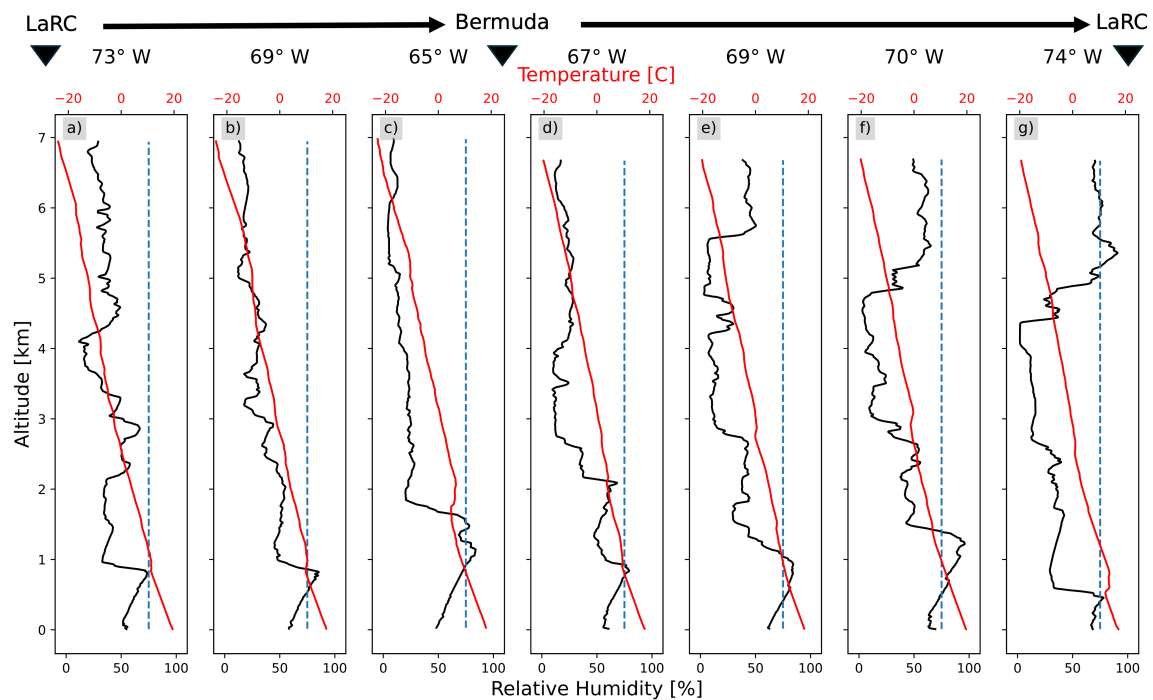 LaRC Bermuda LaRC
73° W 69° W 65° W 67° W 69° W 70° W 74° W
Temperature [C]
−20 0 20 −20 0 20 −20 0 20 −20 0 20 −20 0 20 −20 0 20 −20 0 20
a) b) c) d) e) f) g)
7
6
5
4
3
2
1
0
Altitude [km]
0 50 100 0 50 100 0 50 100 0 50 100 0 50 100 0 50 100 0 50 100
Relative Humidity [%]